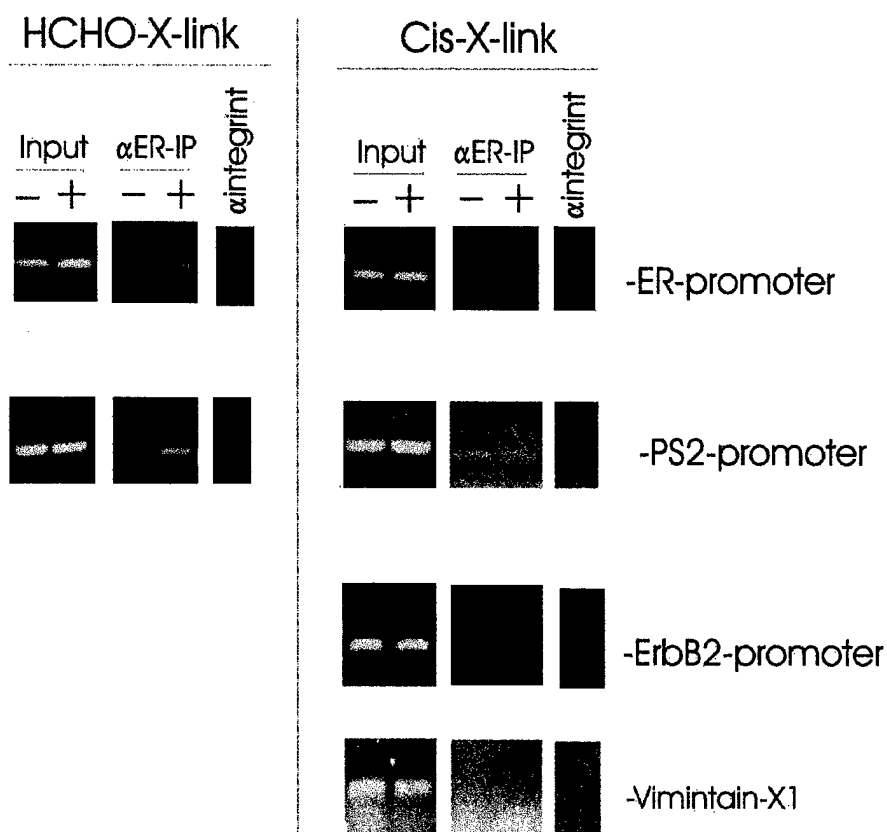 HCHO-X-link
Cis-X-link
Input αER-IP αintegrint
Input αER-IP αintegrint
− + − +
− + − +
-ER-promoter
-PS2-promoter
-ErbB2-promoter
-Vimintain-X1